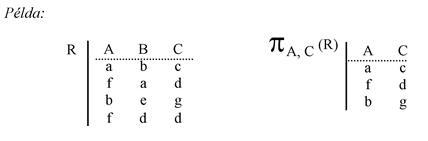 Példa:
R A B C
a b c
f a d
b e g
f d d
π A, C (R) A C
a c
f d
b g